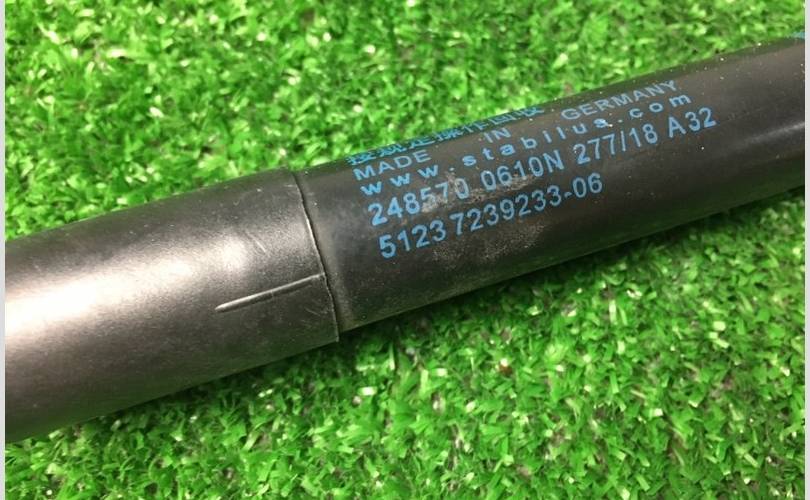 MADE IN GERMANY
www.stabilus.com
248570 0610N 277/18 A32
51237239233-06